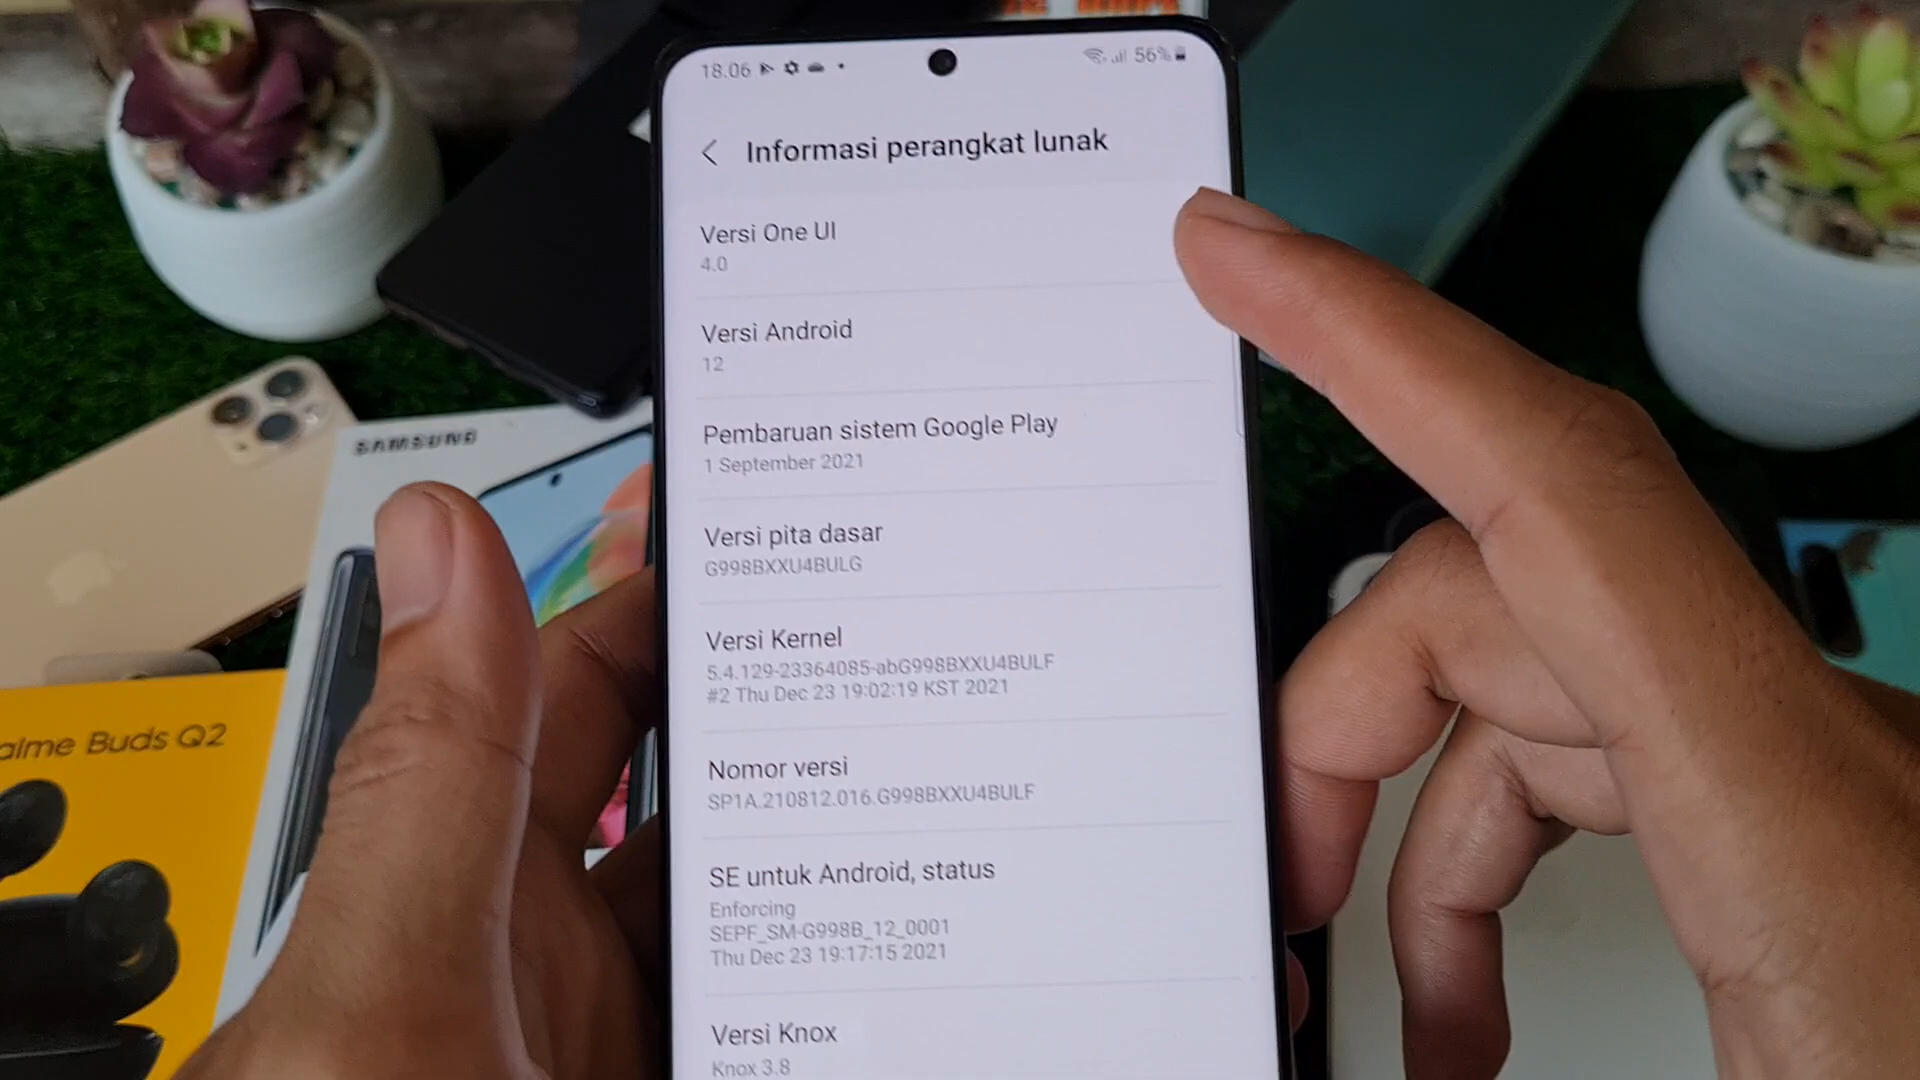 18.06
56%
Informasi perangkat lunak
Versi One UI
4.0
Versi Android
12
Pembaruan sistem Google Play
1 September 2021
Versi pita dasar
G998BXXU4BULG
Versi Kernel
5.4.129-23364085-abG998BXXU4BULF
#2 Thu Dec 23 19:02:19 KST 2021
Nomor versi
SP1A.210812.016.G998BXXU4BULF
SE untuk Android, status
Enforcing
SEPF_SM-G998B_12_0001
Thu Dec 23 19:17:15 2021
Versi Knox
Knox 3.8
SAMSUNG
alme Buds Q2